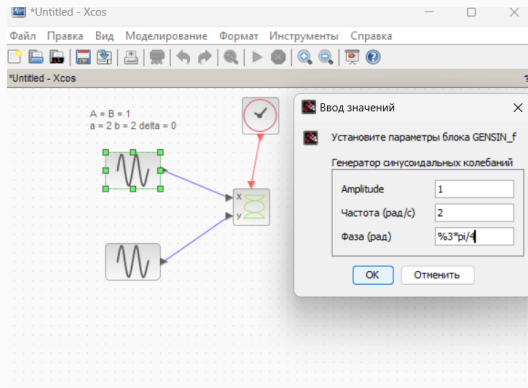 *Untitled - Xcos
Файл Правка Вид Моделирование Формат Инструменты Справка
*Untitled - Xcos
A = B = 1
a = 2 b = 2 delta = 0
x
y
Ввод значений
Установите параметры блока GENSIN_f
Генератор синусоидальных колебаний
Amplitude 1
Частота (рад/с) 2
Фаза (рад) %3*pi/4
OK Отменить